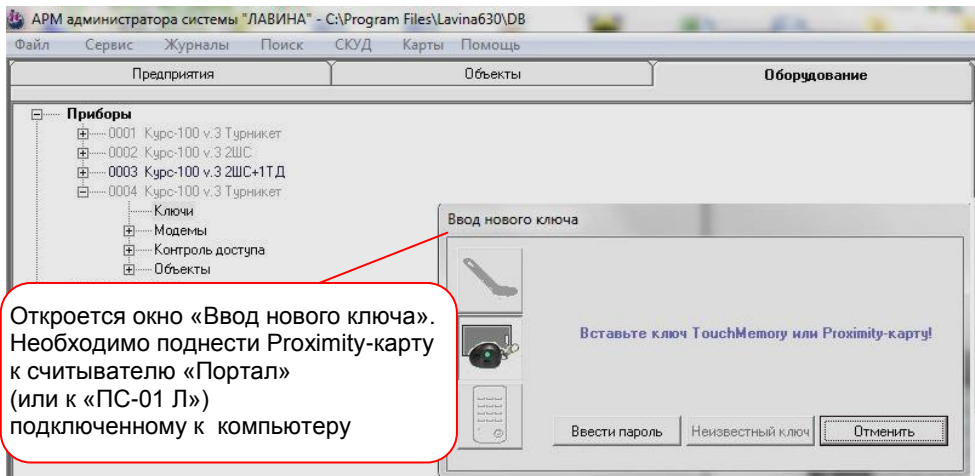 АРМ администратора системы "ЛАВИНА" - C:\Program Files\Lavina630\DB
Файл Сервис Журналы Поиск СКУД Карты Помощь
Предприятия Объекты Оборудование
Приборы
0001 Курс-100 v.3 Турникет
0002 Курс-100 v.3 2ШС
0003 Курс-100 v.3 2ШС+1ТД
0004 Курс-100 v.3 Турникет
Ключи
Модемы
Контроль доступа
Объекты
Ввод нового ключа
Вставьте ключ TouchMemory или Proximity-карту!
Ввести пароль Неизвестный ключ Отменить
Откроется окно «Ввод нового ключа».
Необходимо поднести Proximity-карту
к считывателю «Портал»
(или к «ПС-01 Л»)
подключенному к компьютеру